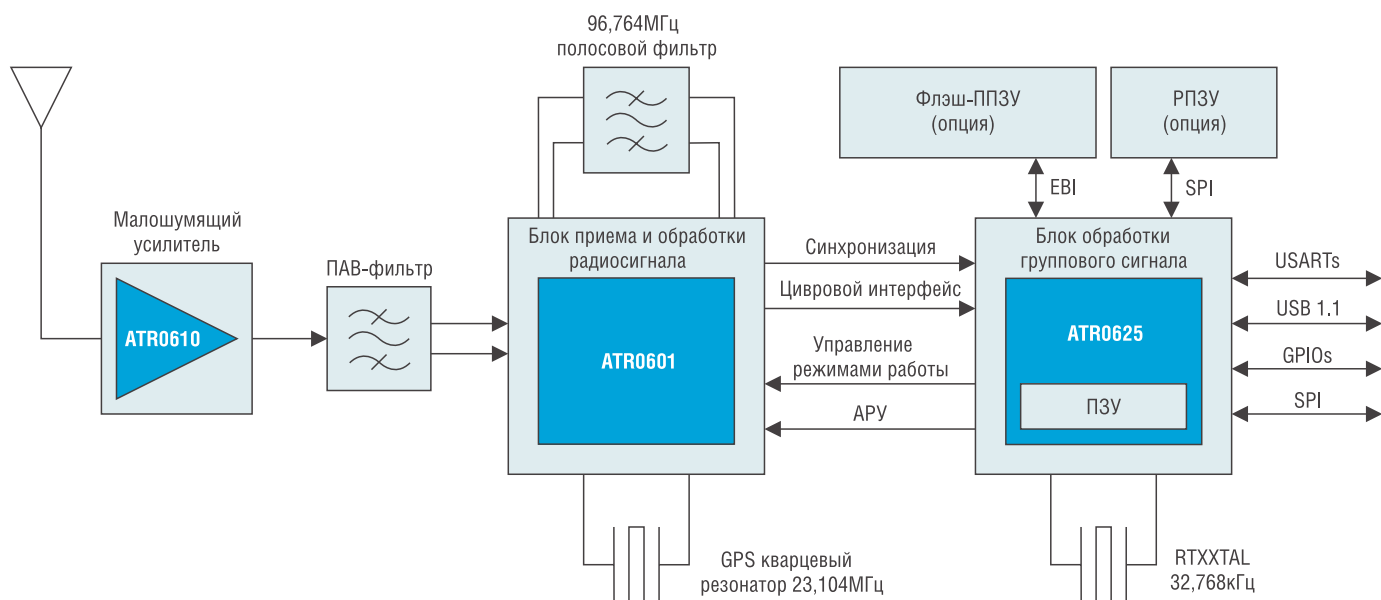 96,764МГц
полосовой фильтр
Флэш-ППЗУ
(опция)
РПЗУ
(опция)
EBI
SPI
Малошумящий
усилитель
ATR0610
ПАВ-фильтр
Блок приема и обработки
радиосигнала
ATR0601
Синхронизация
Цивровой интерфейс
Управление
режимами работы
АРУ
Блок обработки
группового сигнала
ATR0625
ПЗУ
USARTs
USB 1.1
GPIOs
SPI
GPS кварцевый
резонатор 23,104МГц
RTXXTAL
32,768кГц